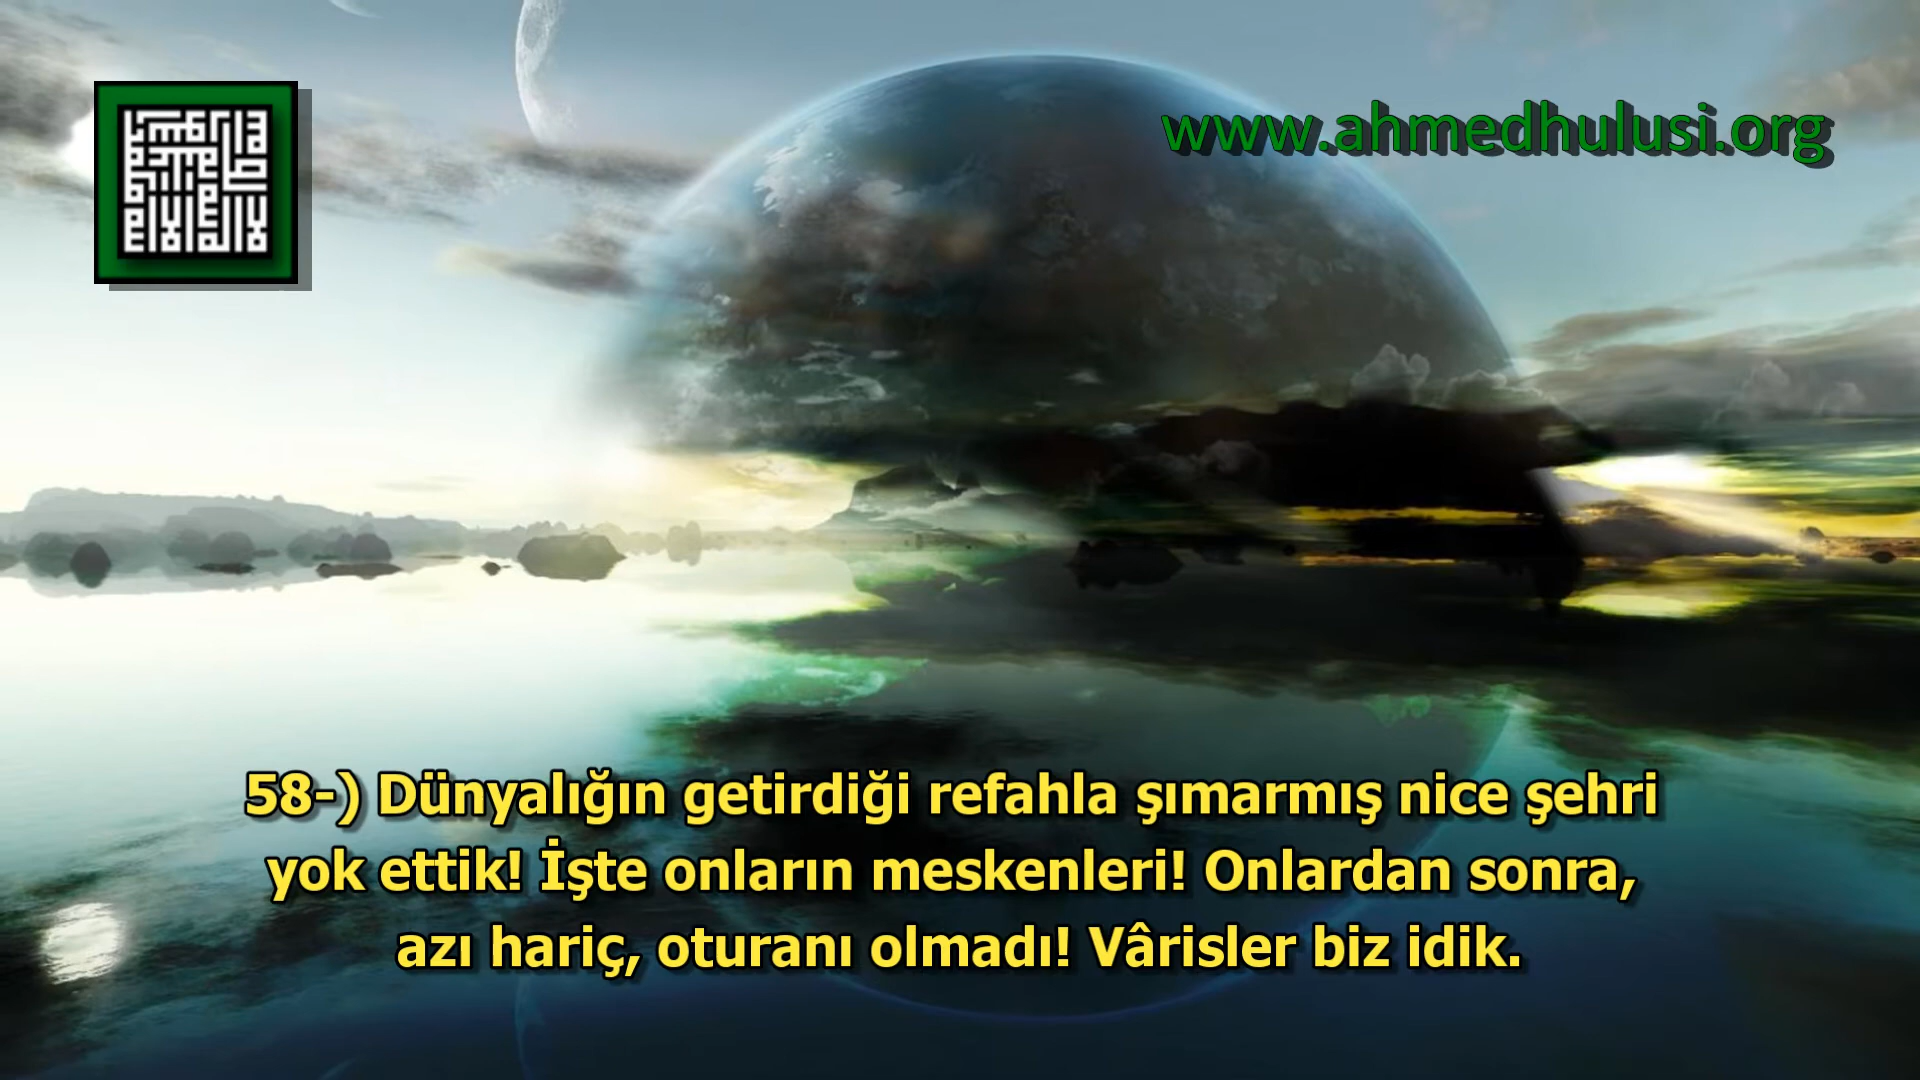 www.ahmedhulusi.org
58-) Dünyalığın getirdiği refahla şımarmış nice şehri
yok ettik! İşte onların meskenleri! Onlardan sonra,
azı hariç, oturanı olmadı! Vârisler biz idik.